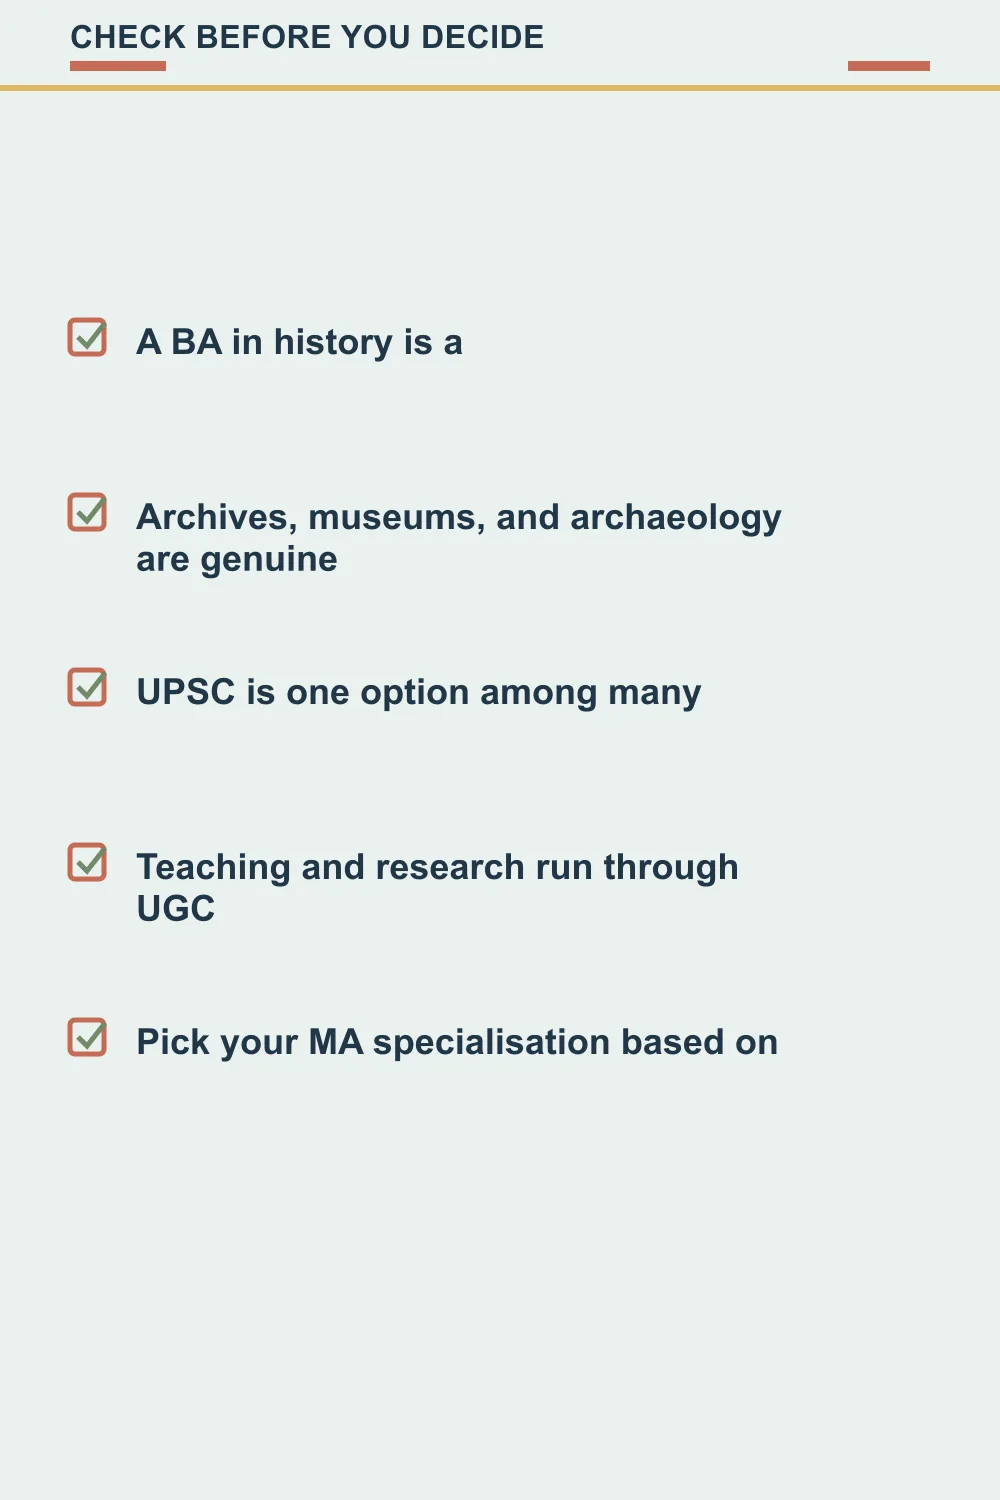 CHECK BEFORE YOU DECIDE
A BA in history is a
Archives, museums, and archaeology
are genuine
UPSC is one option among many
Teaching and research run through
UGC
Pick your MA specialisation based on